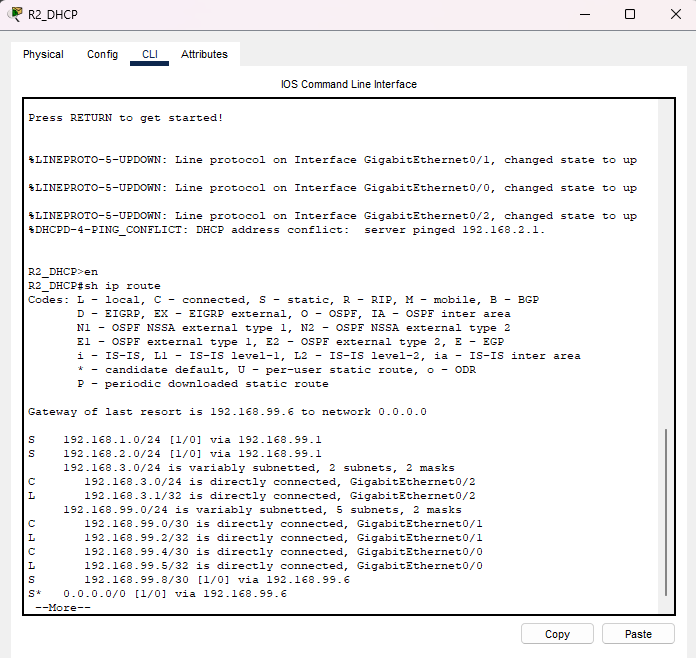 R2_DHCP
Physical Config CLI Attributes
IOS Command Line Interface
Press RETURN to get started!
%LINEPROTO-5-UPDOWN: Line protocol on Interface GigabitEthernet0/1, changed state to up
%LINEPROTO-5-UPDOWN: Line protocol on Interface GigabitEthernet0/0, changed state to up
%LINEPROTO-5-UPDOWN: Line protocol on Interface GigabitEthernet0/2, changed state to up
%DHCPD-4-PING_CONFLICT: DHCP address conflict:  server pinged 192.168.2.1.
R2_DHCP>en
R2_DHCP#sh ip route
Codes: L - local, C - connected, S - static, R - RIP, M - mobile, B - BGP
       D - EIGRP, EX - EIGRP external, O - OSPF, IA - OSPF inter area
       N1 - OSPF NSSA external type 1, N2 - OSPF NSSA external type 2
       E1 - OSPF external type 1, E2 - OSPF external type 2, E - EGP
       i - IS-IS, L1 - IS-IS level-1, L2 - IS-IS level-2, ia - IS-IS inter area
       * - candidate default, U - per-user static route, o - ODR
       P - periodic downloaded static route
Gateway of last resort is 192.168.99.6 to network 0.0.0.0
S    192.168.1.0/24 [1/0] via 192.168.99.1
S    192.168.2.0/24 [1/0] via 192.168.99.1
     192.168.3.0/24 is variably subnetted, 2 subnets, 2 masks
C       192.168.3.0/24 is directly connected, GigabitEthernet0/2
L       192.168.3.1/32 is directly connected, GigabitEthernet0/2
     192.168.99.0/24 is variably subnetted, 5 subnets, 2 masks
C       192.168.99.0/30 is directly connected, GigabitEthernet0/1
L       192.168.99.2/32 is directly connected, GigabitEthernet0/1
C       192.168.99.4/30 is directly connected, GigabitEthernet0/0
L       192.168.99.5/32 is directly connected, GigabitEthernet0/0
S       192.168.99.8/30 [1/0] via 192.168.99.6
S*   0.0.0.0/0 [1/0] via 192.168.99.6
 --More--
Copy Paste